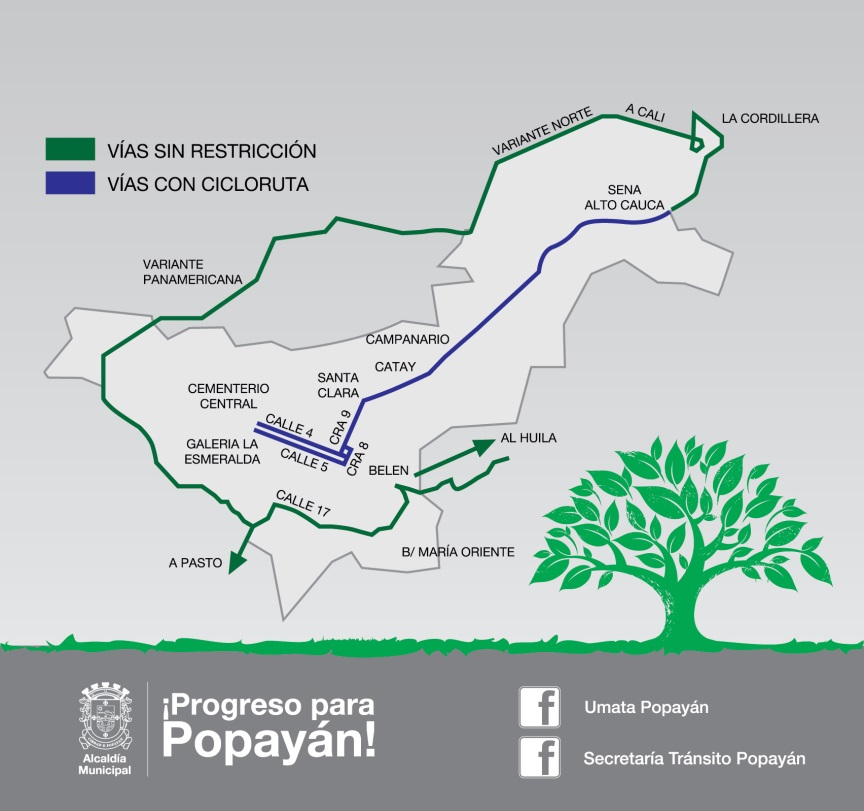 A CALI
VARIANTE NORTE
LA CORDILLERA
VÍAS SIN RESTRICCIÓN
VÍAS CON CICLORUTA
SENA
ALTO CAUCA
VARIANTE
PANAMERICANA
CAMPANARIO
CATAY
SANTA
CLARA
CEMENTERIO
CENTRAL
CALLE 4
CRA 9
GALERIA LA
ESMERALDA
CALLE 5
CRA 8
BELEN
AL HUILA
CALLE 17
B/ MARÍA ORIENTE
A PASTO
¡Progreso para
Popayán!
Alcaldía
Municipal
f
Umata Popayán
f
Secretaría Tránsito Popayán